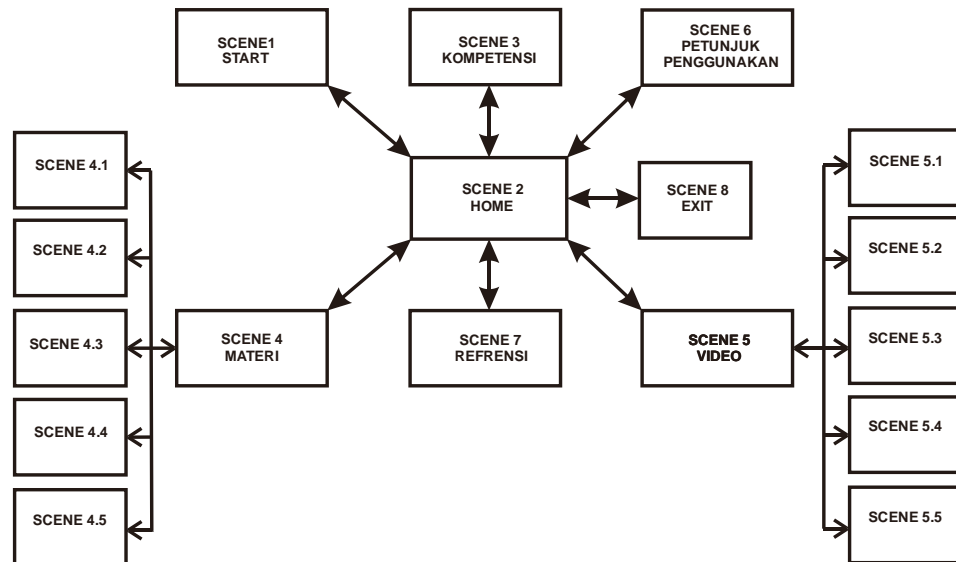 SCENE1
START
SCENE 3
KOMPETENSI
SCENE 6
PETUNJUK
PENGGUNAKAN
SCENE 4.1
SCENE 4.2
SCENE 4.3
SCENE 4.4
SCENE 4.5
SCENE 2
HOME
SCENE 8
EXIT
SCENE 4
MATERI
SCENE 7
REFRENSI
SCENE 5
VIDEO
SCENE 5.1
SCENE 5.2
SCENE 5.3
SCENE 5.4
SCENE 5.5